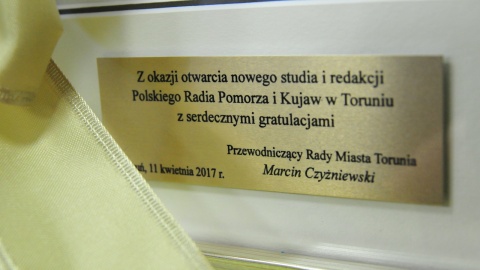 Z okazji otwarcia nowego studia i redakcji
Polskiego Radia Pomorza i Kujaw w Toruniu
z serdecznymi gratulacjami
Przewodniczący Rady Miasta Torunia
11 kwietnia 2017 r.
Marcin Czyżniewski